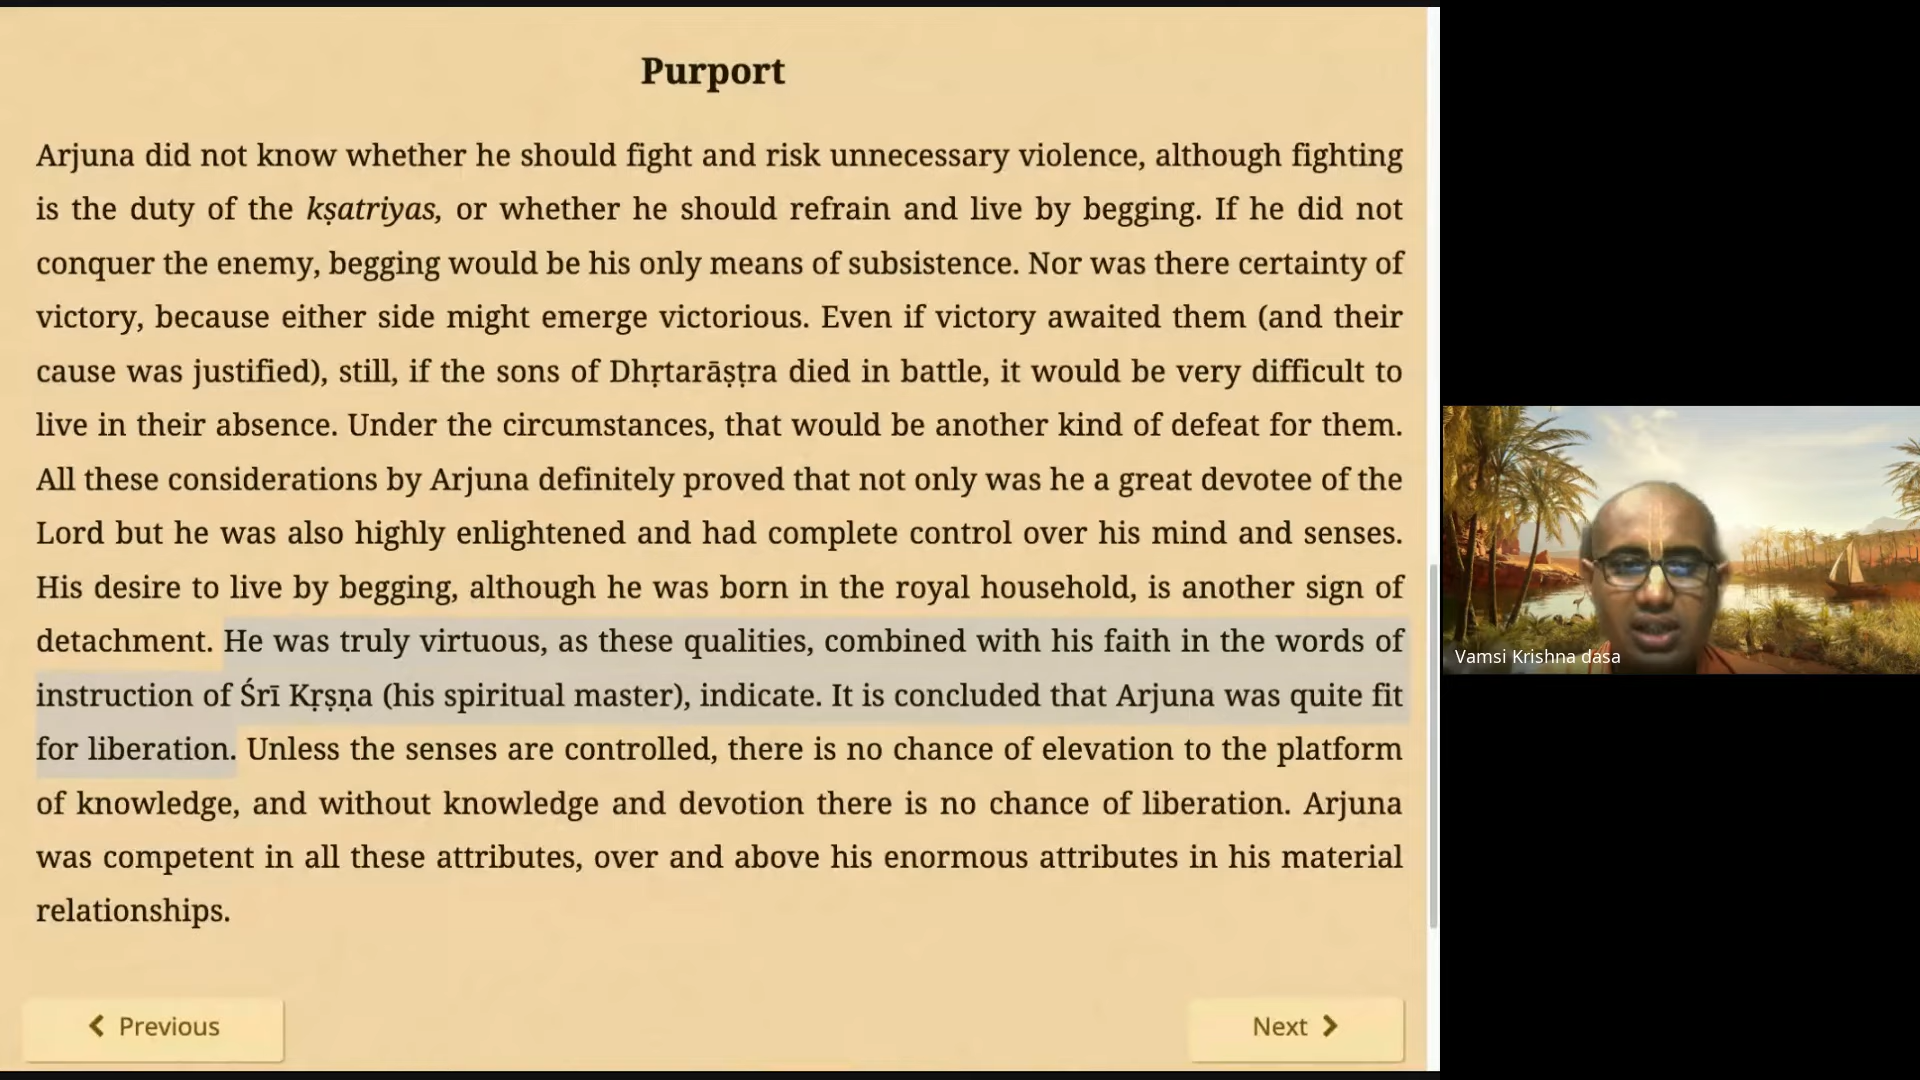 Purport
Arjuna did not know whether he should fight and risk unnecessary violence, although fighting
is the duty of the kṣatriyas, or whether he should refrain and live by begging. If he did not
conquer the enemy, begging would be his only means of subsistence. Nor was there certainty of
victory, because either side might emerge victorious. Even if victory awaited them (and their
cause was justified), still, if the sons of Dhṛtarāṣṭra died in battle, it would be very difficult to
live in their absence. Under the circumstances, that would be another kind of defeat for them.
All these considerations by Arjuna definitely proved that not only was he a great devotee of the
Lord but he was also highly enlightened and had complete control over his mind and senses.
His desire to live by begging, although he was born in the royal household, is another sign of
detachment. He was truly virtuous, as these qualities, combined with his faith in the words of
instruction of Śrī Kṛṣṇa (his spiritual master), indicate. It is concluded that Arjuna was quite fit
for liberation. Unless the senses are controlled, there is no chance of elevation to the platform
of knowledge, and without knowledge and devotion there is no chance of liberation. Arjuna
was competent in all these attributes, over and above his enormous attributes in his material
relationships.
Previous
Next
Vamsi Krishna dasa